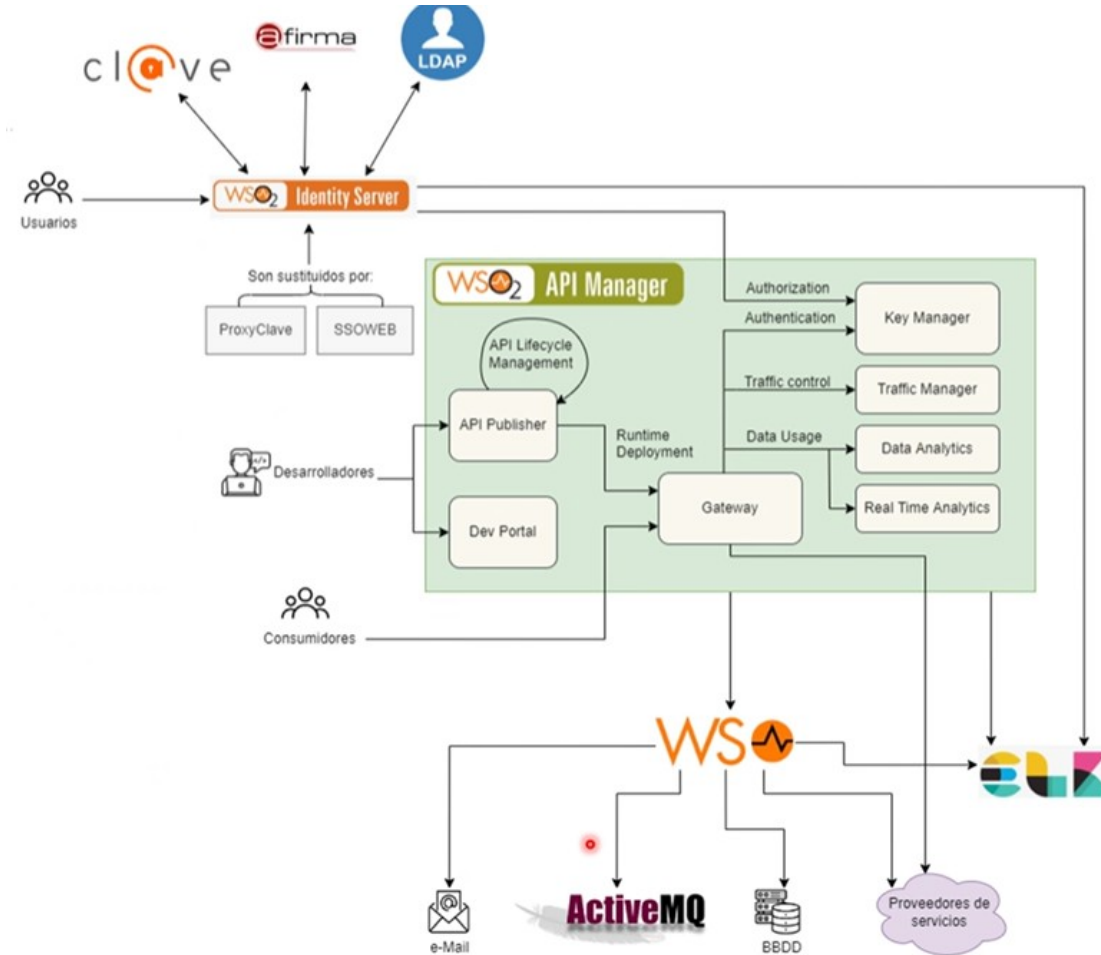 cl@ve
@firma
LDAP
WSO2 Identity Server
Usuarios
Son sustituidos por:
ProxyClave
SSOWEB
WSO2 API Manager
Authorization
Key Manager
Authentication
API Lifecycle
Management
Traffic control
Traffic Manager
API Publisher
Runtime
Deployment
Data Usage
Data Analytics
Desarrolladores
Gateway
Real Time Analytics
Dev Portal
Consumidores
WSO
elk
e-Mail
ActiveMQ
BBDD
Proveedores de
servicios